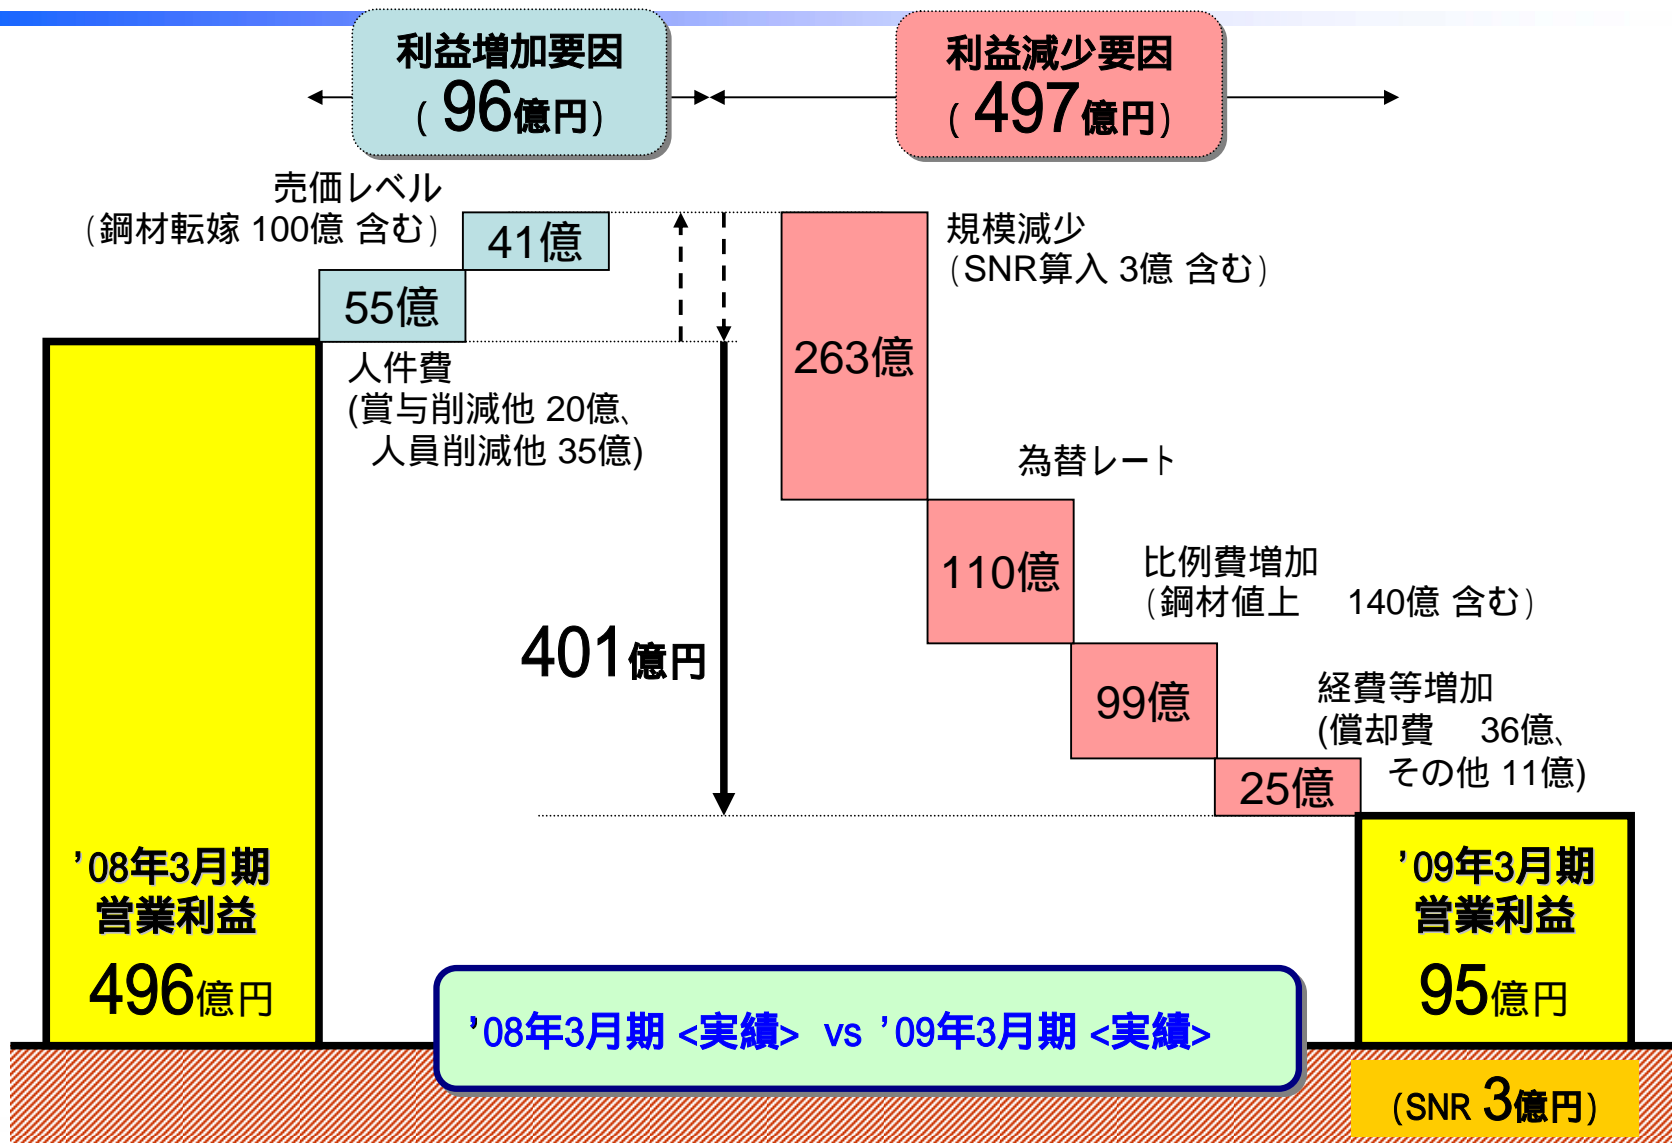 利益増加要因
(96億円)
利益減少要因
(497億円)
売価レベル
(鋼材転嫁 100億 含む)
41億
55億
人件費
(賞与削減他 20億、
人員削減他 35億)
規模減少
(SNR算入 3億 含む)
263億
為替レート
110億
比例費増加
(鋼材値上 140億 含む)
99億
経費等増加
(償却費 36億、
その他 11億)
25億
401億円
’08年3月期
営業利益
496億円
’09年3月期
営業利益
95億円
’08年3月期 <実績> vs ’09年3月期 <実績>
(SNR 3億円)